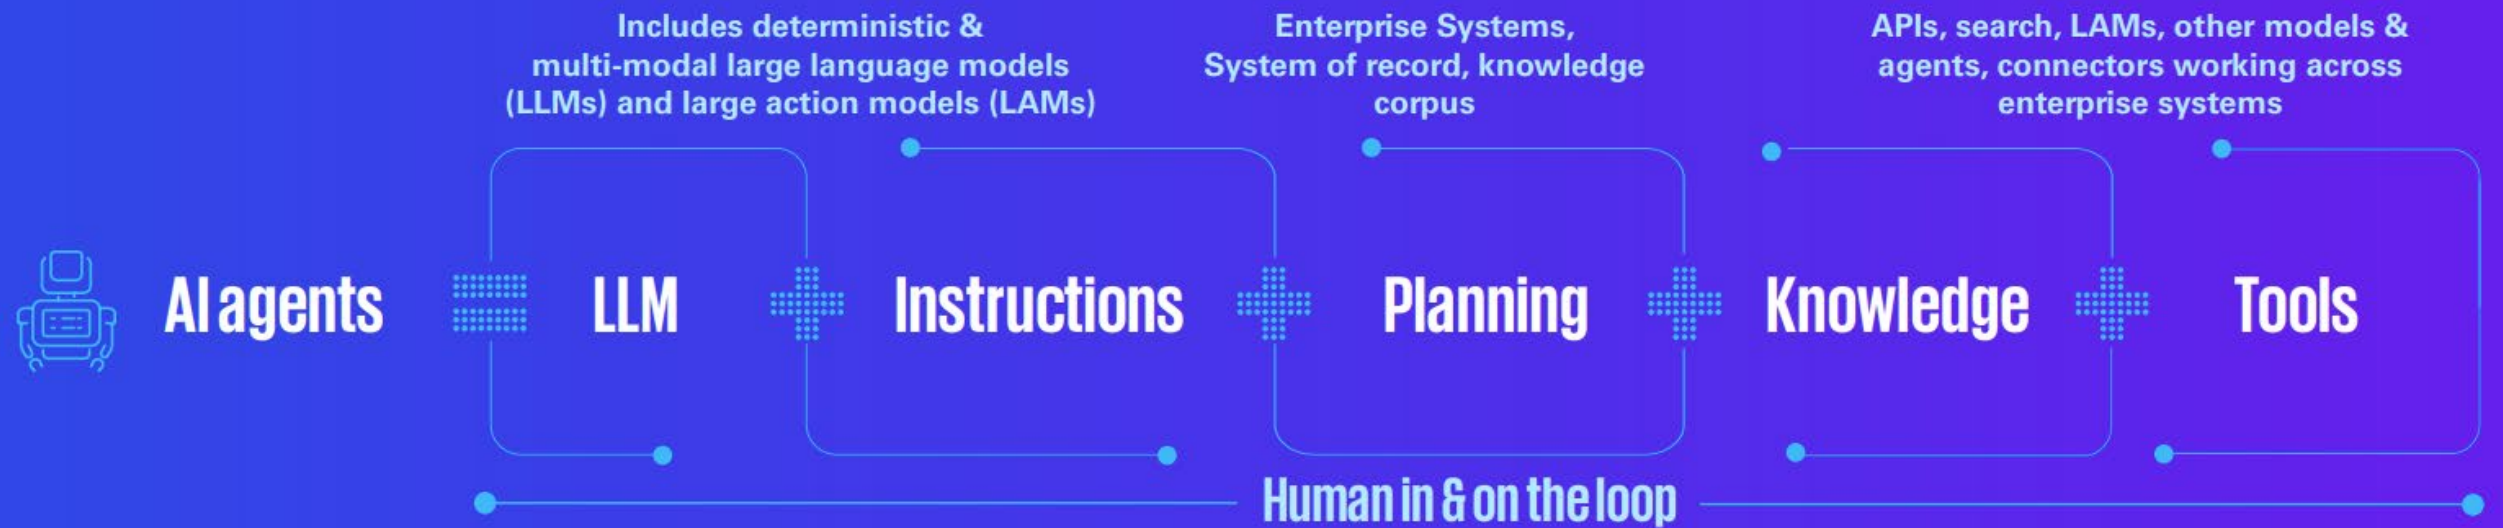 Includes deterministic &
multi-modal large language models
(LLMs) and large action models (LAMs)
Enterprise Systems,
System of record, knowledge
corpus
APIs, search, LAMs, other models &
agents, connectors working across
enterprise systems
AI agents
LLM
Instructions
Planning
Knowledge
Tools
Human in & on the loop